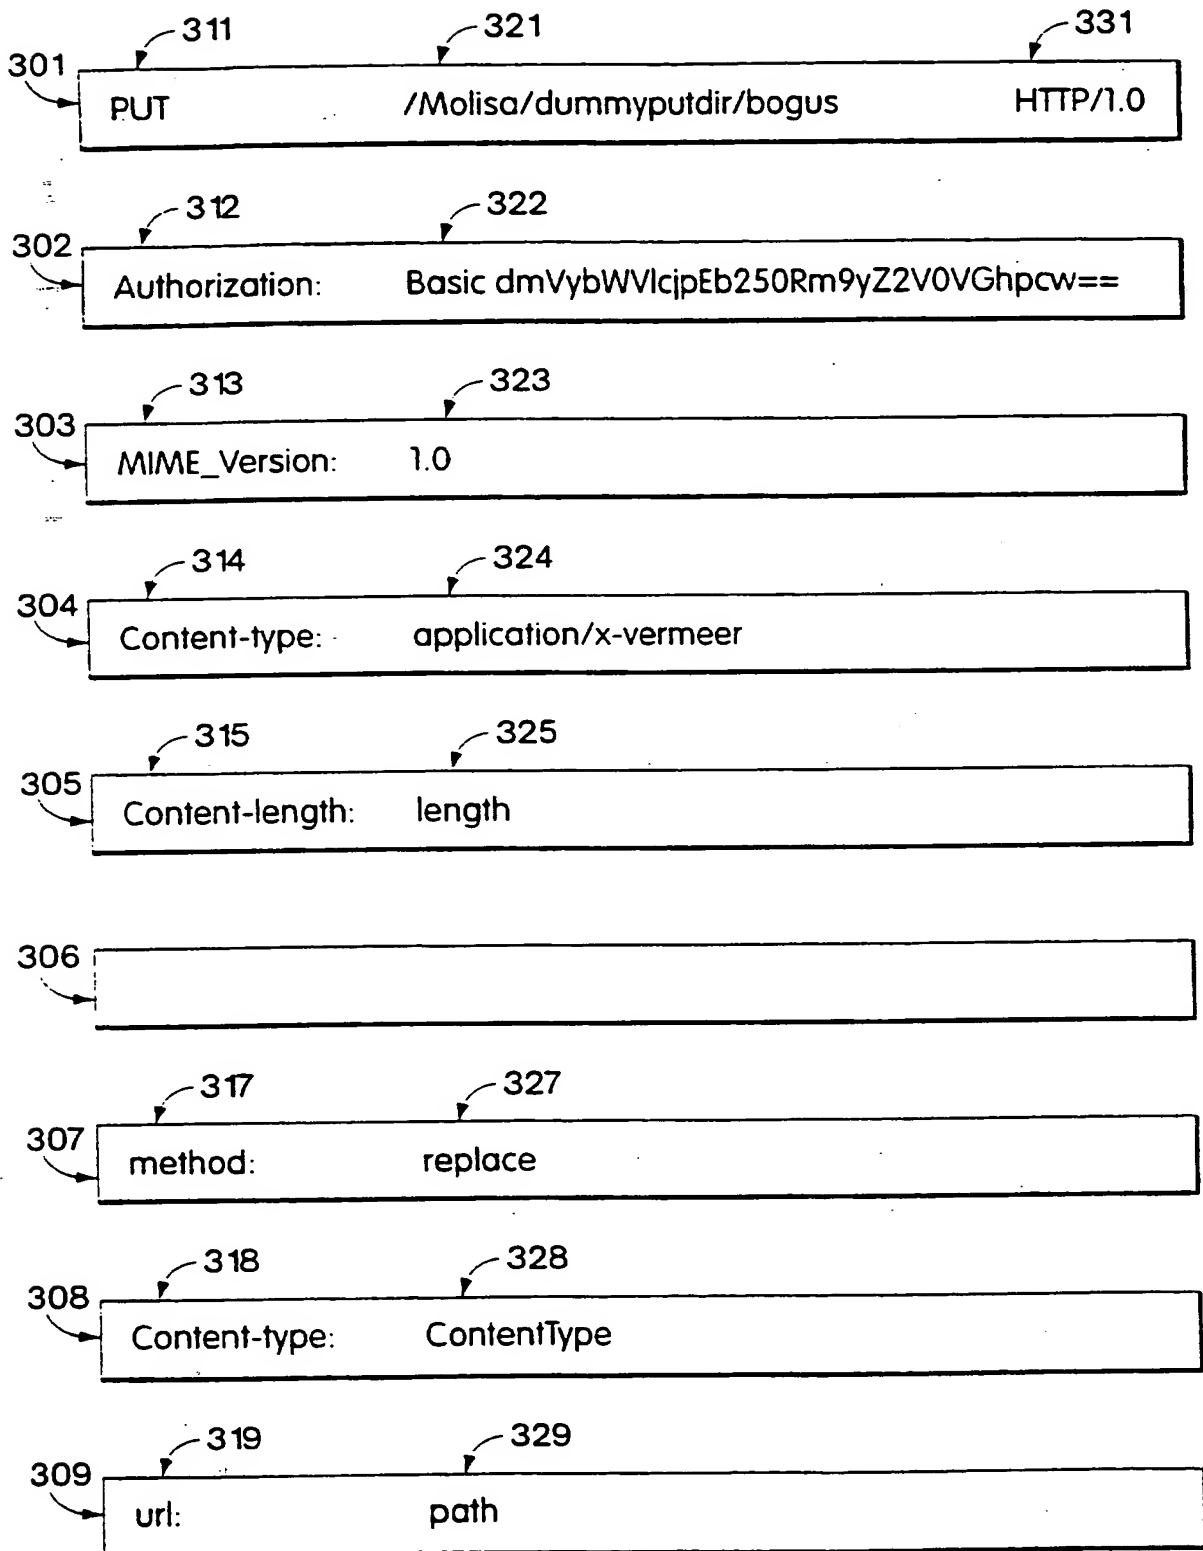 311 321 331
301
PUT /Molisa/dummyputdir/bogus HTTP/1.0
312 322
302
Authorization: Basic dmVybWVlcjpEb250Rm9yZ2V0VGhpcw==
313 323
303
MIME_Version: 1.0
314 324
304
Content-type: application/x-vermeer
315 325
305
Content-length: length
306
317 327
307
method: replace
318 328
308
Content-type: ContentType
319 329
309
url: path